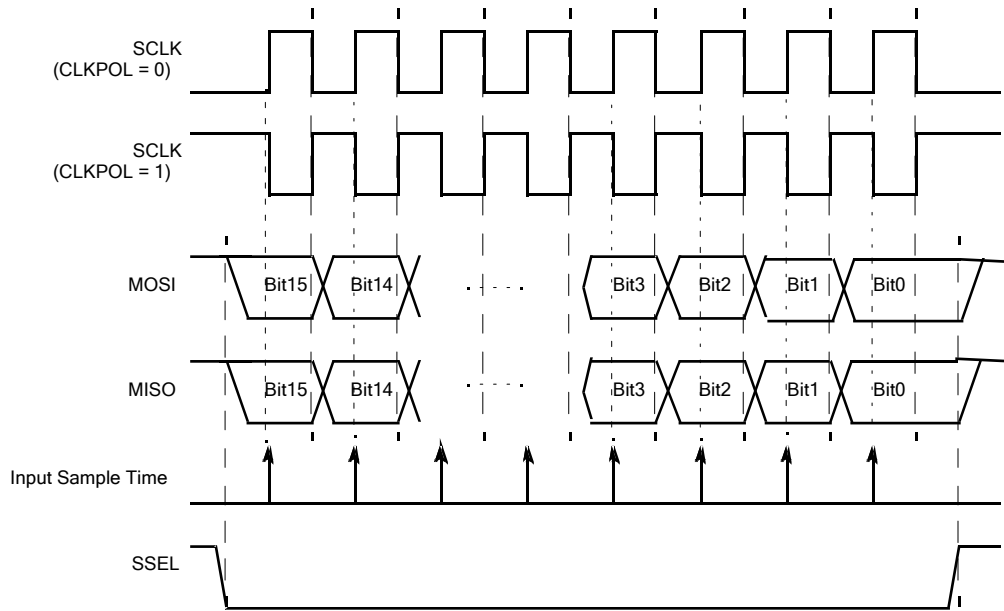 SCLK
(CLKPOL = 0)
SCLK
(CLKPOL = 1)
MOSI
Bit15
Bit14
Bit3
Bit2
Bit1
Bit0
MISO
Bit15
Bit14
Bit3
Bit2
Bit1
Bit0
Input Sample Time
SSEL